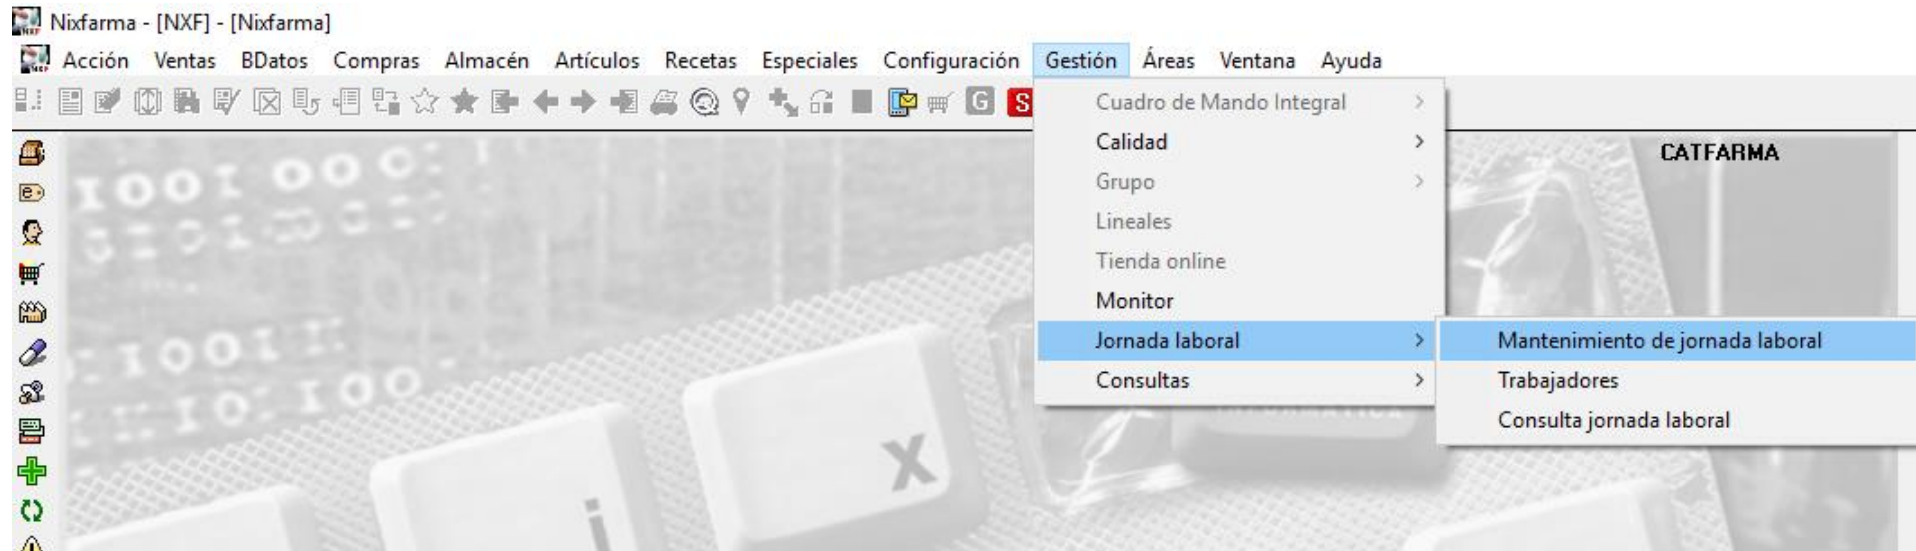 Nixfarma - [NXF] - [Nixfarma]
Acción Ventas BDatos Compras Almacén Artículos Recetas Especiales Configuración Gestión Áreas Ventana Ayuda
G S
Cuadro de Mando Integral
Calidad
CATFARMA
Grupo
Lineales
Tienda online
Monitor
Jornada laboral
Mantenimiento de jornada laboral
Consultas
Trabajadores
Consulta jornada laboral
i x